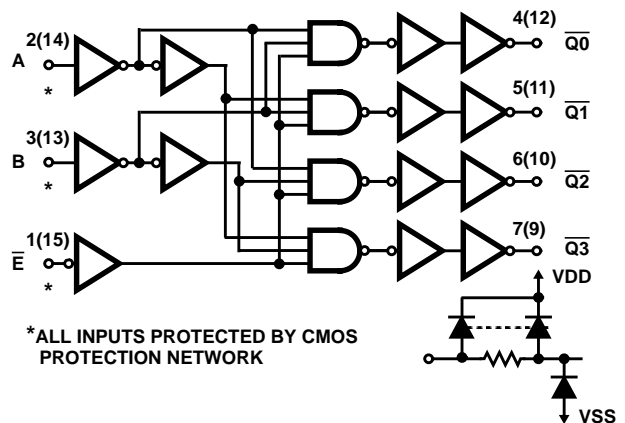 4(12)
2(14)
Q0
A
*
5(11)
Q1
3(13)
B
*
6(10)
Q2
1(15)
E
*
7(9)
Q3
VDD
*ALL INPUTS PROTECTED BY CMOS
PROTECTION NETWORK
VSS